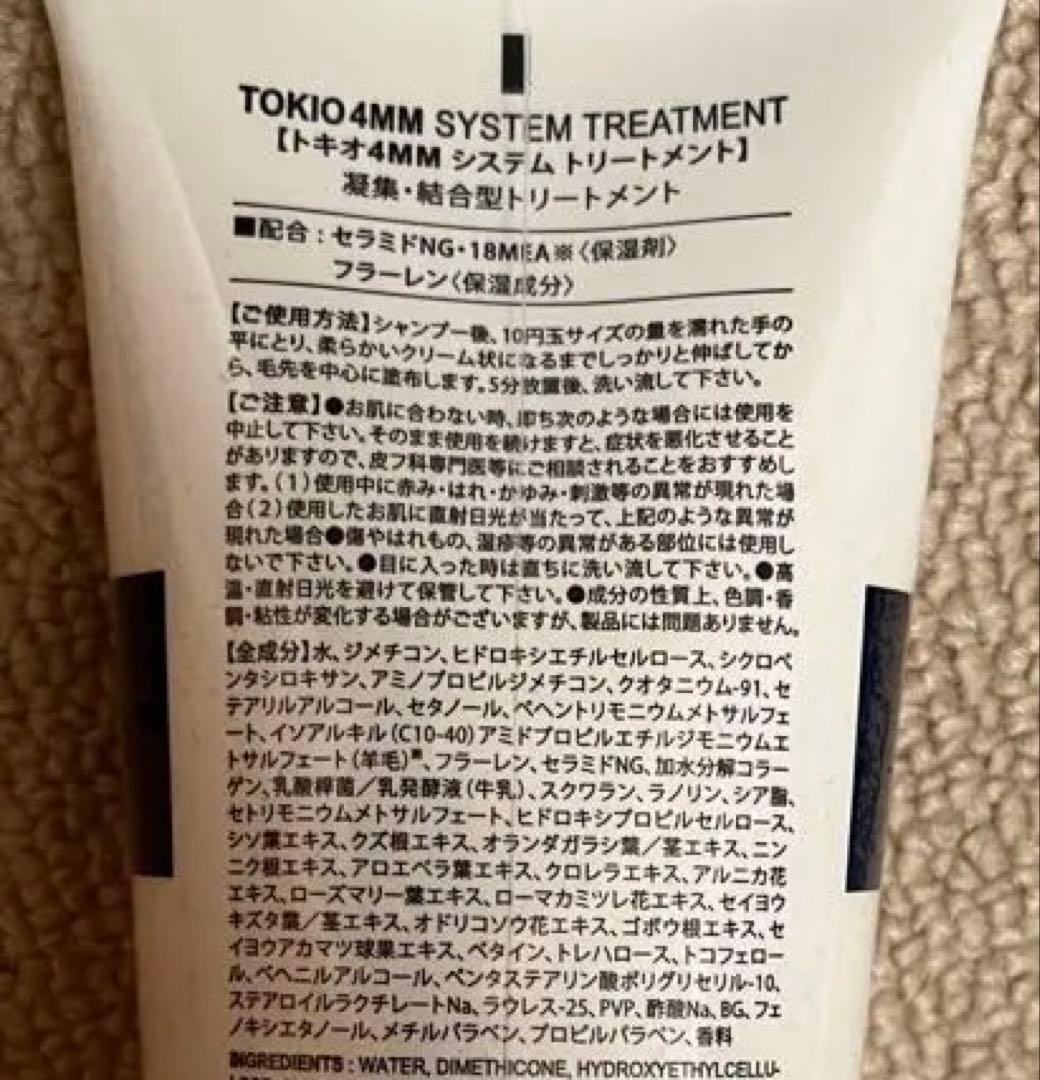 TOKIO4MM SYSTEM TREATMENT
【トキオ4MM システム トリートメント】
凝集・結合型トリートメント
■配合：セラミドNG・18MEA※〈保湿剤〉
フラーレン〈保湿成分〉
【ご使用方法】シャンプー後、10円玉サイズの量を濡れた手の
平にとり、柔らかいクリーム状になるまでしっかりと伸ばしてか
ら、毛先を中心に塗布します。5分放置後、洗い流して下さい。
【ご注意】●お肌に合わない時、即ち次のような場合には使用を
中止して下さい。そのまま使用を続けますと、症状を悪化させること
がありますので、皮フ科専門医等にご相談されることをおすすめし
ます。（1）使用中に赤み・はれ・かゆみ・刺激等の異常が現れた場
合（2）使用したお肌に直射日光が当たって、上記のような異常が
現れた場合●傷やはれもの、湿疹等の異常がある部位には使用し
ないで下さい。●目に入った時は直ちに洗い流して下さい。●高
温・直射日光を避けて保管して下さい。●成分の性質上、色調・香
調・粘性が変化する場合がございますが、製品には問題ありません。
【全成分】水、ジメチコン、ヒドロキシエチルセルロース、シクロペ
ンタシロキサン、アミノプロピルジメチコン、クオタニウム-91、セ
テアリルアルコール、セタノール、ベヘントリモニウムメトサルフェ
ート、イソアルキル（C10-40）アミドプロピルエチルジモニウムエ
トサルフェート（羊毛）※、フラーレン、セラミドNG、加水分解コラー
ゲン、乳酸桿菌／乳発酵液（牛乳）、スクワラン、ラノリン、シア脂、
セトリモニウムメトサルフェート、ヒドロキシプロピルセルロース、
シソ葉エキス、クズ根エキス、オランダガラシ葉／茎エキス、ニン
ニク根エキス、アロエベラ葉エキス、クロレラエキス、アルニカ花
エキス、ローズマリー葉エキス、ローマカミツレ花エキス、セイヨウ
キズタ葉／茎エキス、オドリコソウ花エキス、ゴボウ根エキス、セ
イヨウアカマツ球果エキス、ベタイン、トレハロース、トコフェロー
ル、ベヘニルアルコール、ペンタステアリン酸ポリグリセリル-10、
ステアロイルラクチレートNa、ラウレス-25、PVP、酢酸Na、BG、フェ
ノキシエタノール、メチルパラベン、プロピルパラベン、香料
INGREDIENTS : WATER, DIMETHICONE, HYDROXYETHYLCELLU-